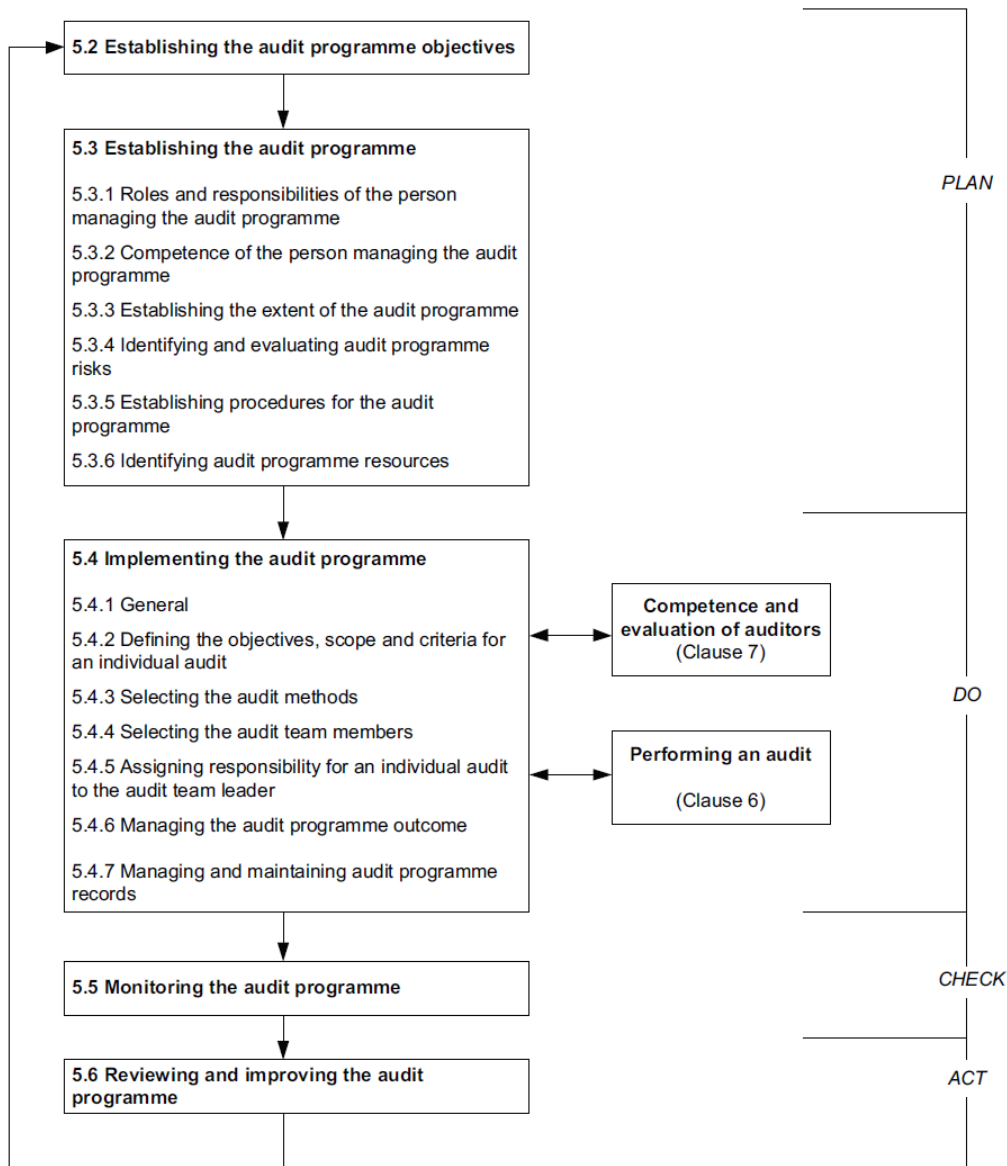 5.2 Establishing the audit programme objectives
5.3 Establishing the audit programme
5.3.1 Roles and responsibilities of the person
managing the audit programme
5.3.2 Competence of the person managing the audit
programme
5.3.3 Establishing the extent of the audit programme
5.3.4 Identifying and evaluating audit programme
risks
5.3.5 Establishing procedures for the audit
programme
5.3.6 Identifying audit programme resources
PLAN
5.4 Implementing the audit programme
5.4.1 General
5.4.2 Defining the objectives, scope and criteria for
an individual audit
5.4.3 Selecting the audit methods
5.4.4 Selecting the audit team members
5.4.5 Assigning responsibility for an individual audit
to the audit team leader
5.4.6 Managing the audit programme outcome
5.4.7 Managing and maintaining audit programme
records
Competence and
evaluation of auditors
(Clause 7)
Performing an audit
(Clause 6)
DO
5.5 Monitoring the audit programme
CHECK
5.6 Reviewing and improving the audit
programme
ACT